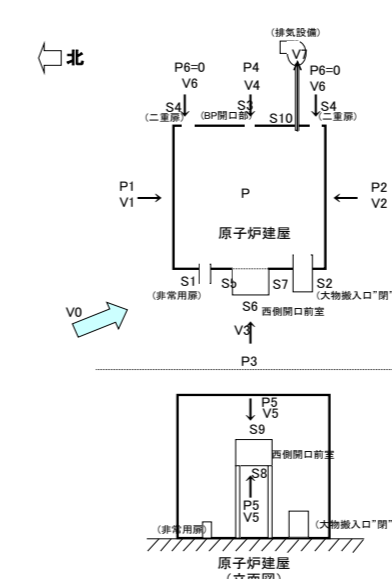 (排気設備)
北
V7
P6=0
V6
P4
V4
P6=0
V6
S4
(二重扉)
S3
(BP開口部)
S10
S4
(二重扉)
P1
V1
P
P2
V2
原子炉建屋
S1
(非常用扉)
S5
S7
S2
(大物搬入口"閉"
S6
西側開口前室
V0
V3
P3
P5
V5
S9
西側開口前室
S8
P5
V5
(非常用扉)
(大物搬入口"閉"
原子炉建屋
(立面図)